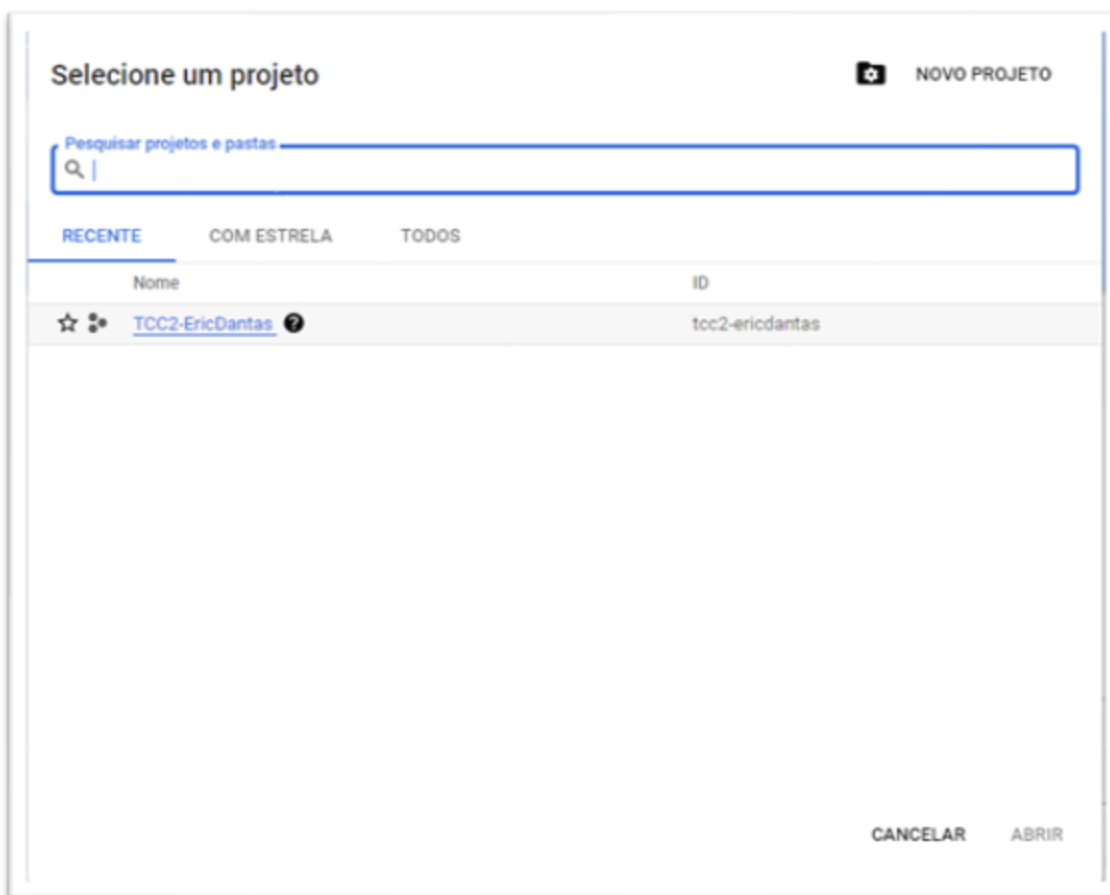 Selecione um projeto
NOVO PROJETO
Pesquisar projetos e pastas
RECENTE COM ESTRELA TODOS
Nome ID
TCC2-EricDantas tcc2-ericdantas
CANCELAR ABRIR